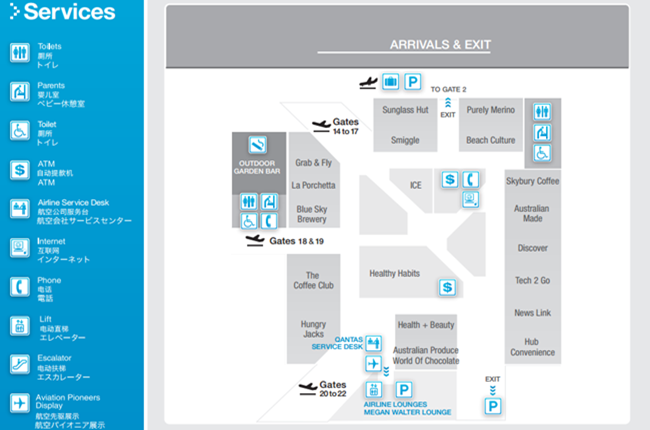 Services
Toilets
厕所
トイレ
Parents
婴儿室
ベビー休憩室
Toilet
厕所
トイレ
ATM
自动提款机
ATM
Airline Service Desk
航空公司服务台
航空会社サービスセンター
Internet
互联网
インターネット
Phone
电话
電話
Lift
电动直梯
エレベーター
Escalator
电动扶梯
エスカレーター
Aviation Pioneers
Display
航空先驱展示
航空パイオニア展示
ARRIVALS & EXIT
P
TO GATE 2
EXIT
Gates
14 to 17
Sunglass Hut
Smiggle
Purely Merino
Beach Culture
OUTDOOR
GARDEN BAR
Grab & Fly
La Porchetta
Blue Sky
Brewery
ICE
$
Skybury Coffee
Australian
Made
Discover
Tech 2 Go
News Link
Hub
Convenience
Gates 18 & 19
The
Coffee Club
Hungry
Jacks
Healthy Habits
$
Health + Beauty
Australian Produce
World Of Chocolate
QANTAS
SERVICE DESK
Gates
20 to 22
P
AIRLINE LOUNGES
MEGAN WALTER LOUNGE
EXIT
P